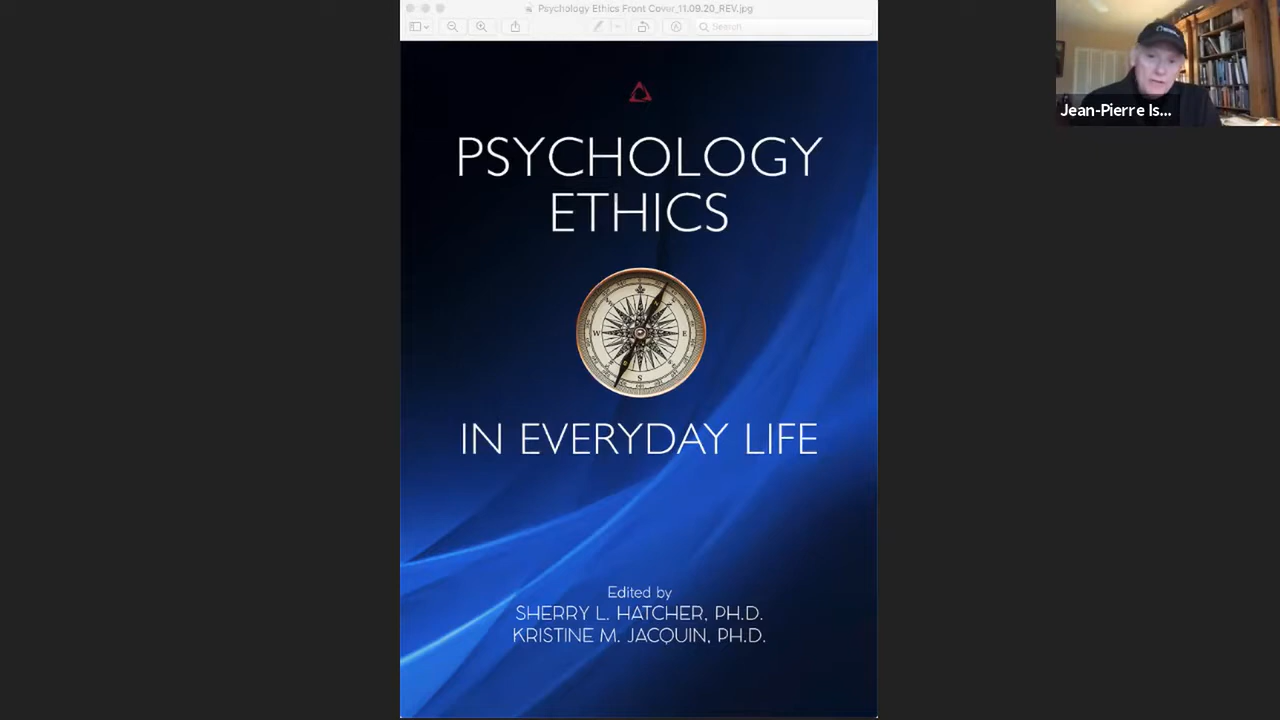 Psychology Ethics Front Cover_11.09.20_REV.jpg
Search
PSYCHOLOGY
ETHICS
W
E
S
IN EVERYDAY LIFE
Edited by
SHERRY L. HATCHER, PH.D.
KRISTINE M. JACQUIN, PH.D.
Jean-Pierre Is...